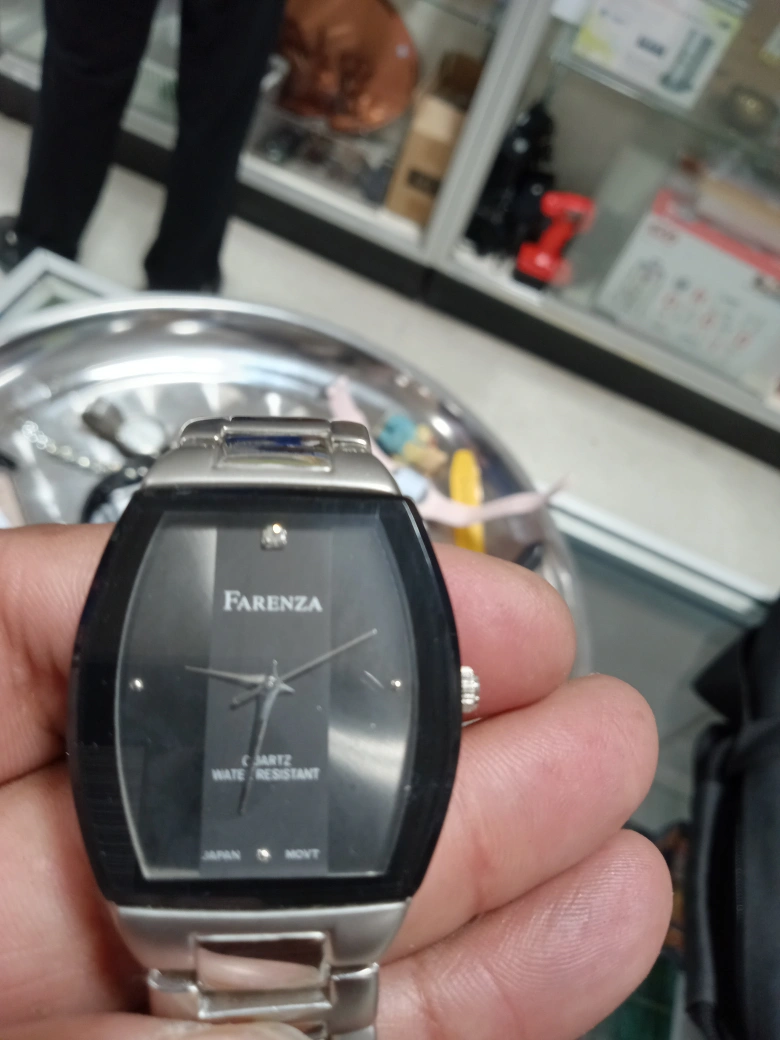 FARENZA
QUARTZ
WATER RESISTANT
JAPAN MOVT